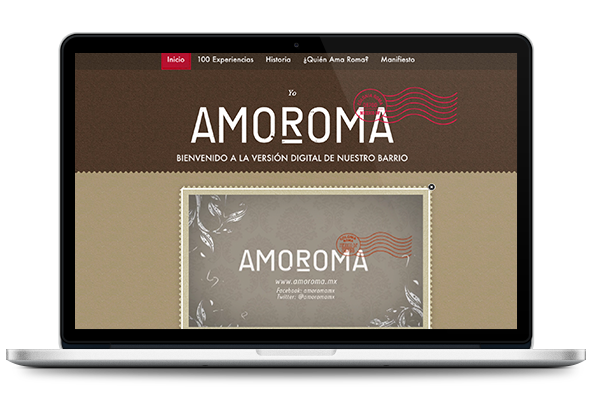 Inicio 100 Experiencias Historia ¿Quién Ama Roma? Manifiesto
Yo
AMOROMA
BIENVENIDO A LA VERSIÓN DIGITAL DE NUESTRO BARRIO
AMOROMA
www.amoroma.mx
Facebook: amoromamx
Twitter: @amoromamx